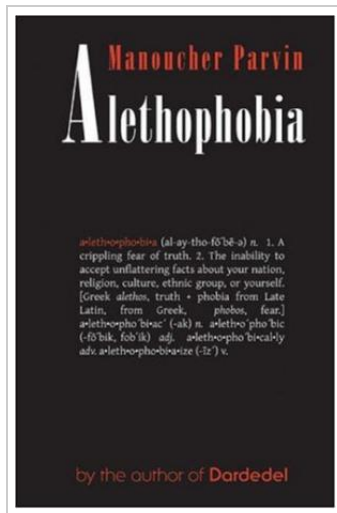 Manoucher Parvin
Alethophobia
a•leth•o•pho•bi•a (al-ay-tho-fō′bē-ə) n. 1. A
crippling fear of truth. 2. The inability to
accept unflattering facts about your nation,
religion, culture, ethnic group, or yourself.
[Greek alethos, truth + phobia from Late
Latin, from Greek, phobos, fear.]
a•leth•o•pho′bi•ac′ (-ak) n. a•leth•o′pho′bic
(-fō′bik, fob′ik) adj. a•leth•o•pho•bi•cal•ly
adv. a•leth•o•pho•bi•a•ize (-īz′) v.
by the author of Dardedel